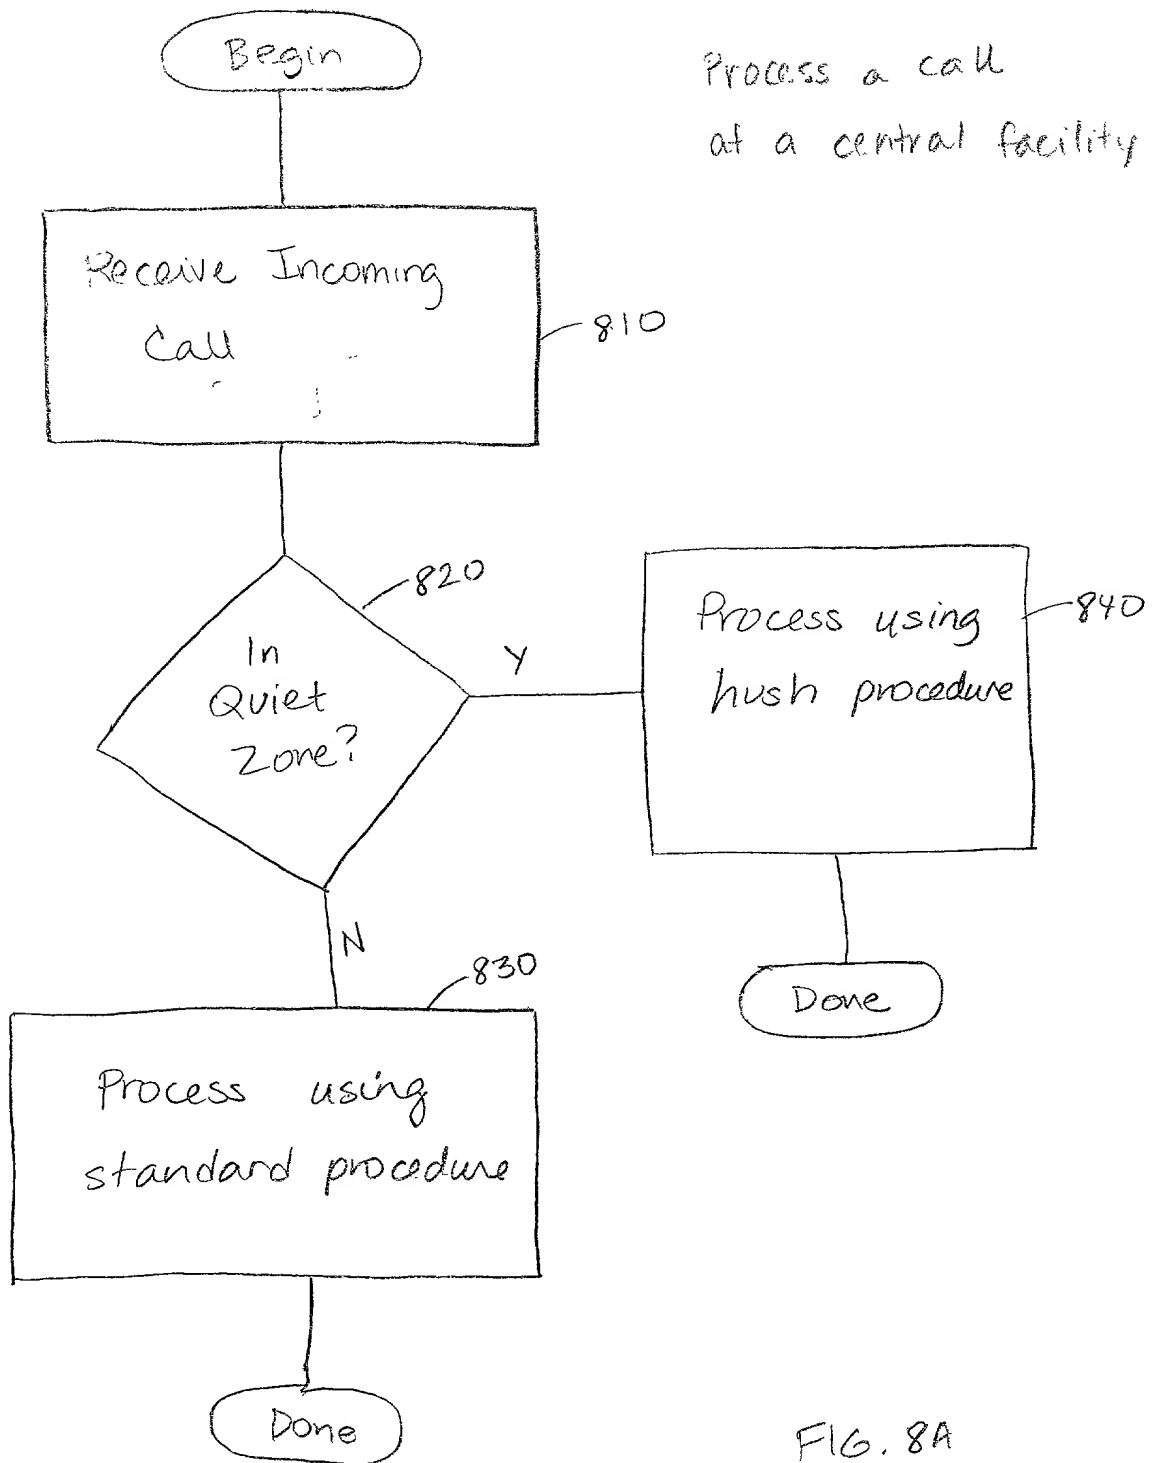 Begin
Process a call
at a central facility
Receive Incoming
Call
810
820
In
Quiet
Zone?
Y
Process using
hush procedure
840
N
830
Done
Process using
standard procedure
Done
FIG. 8A